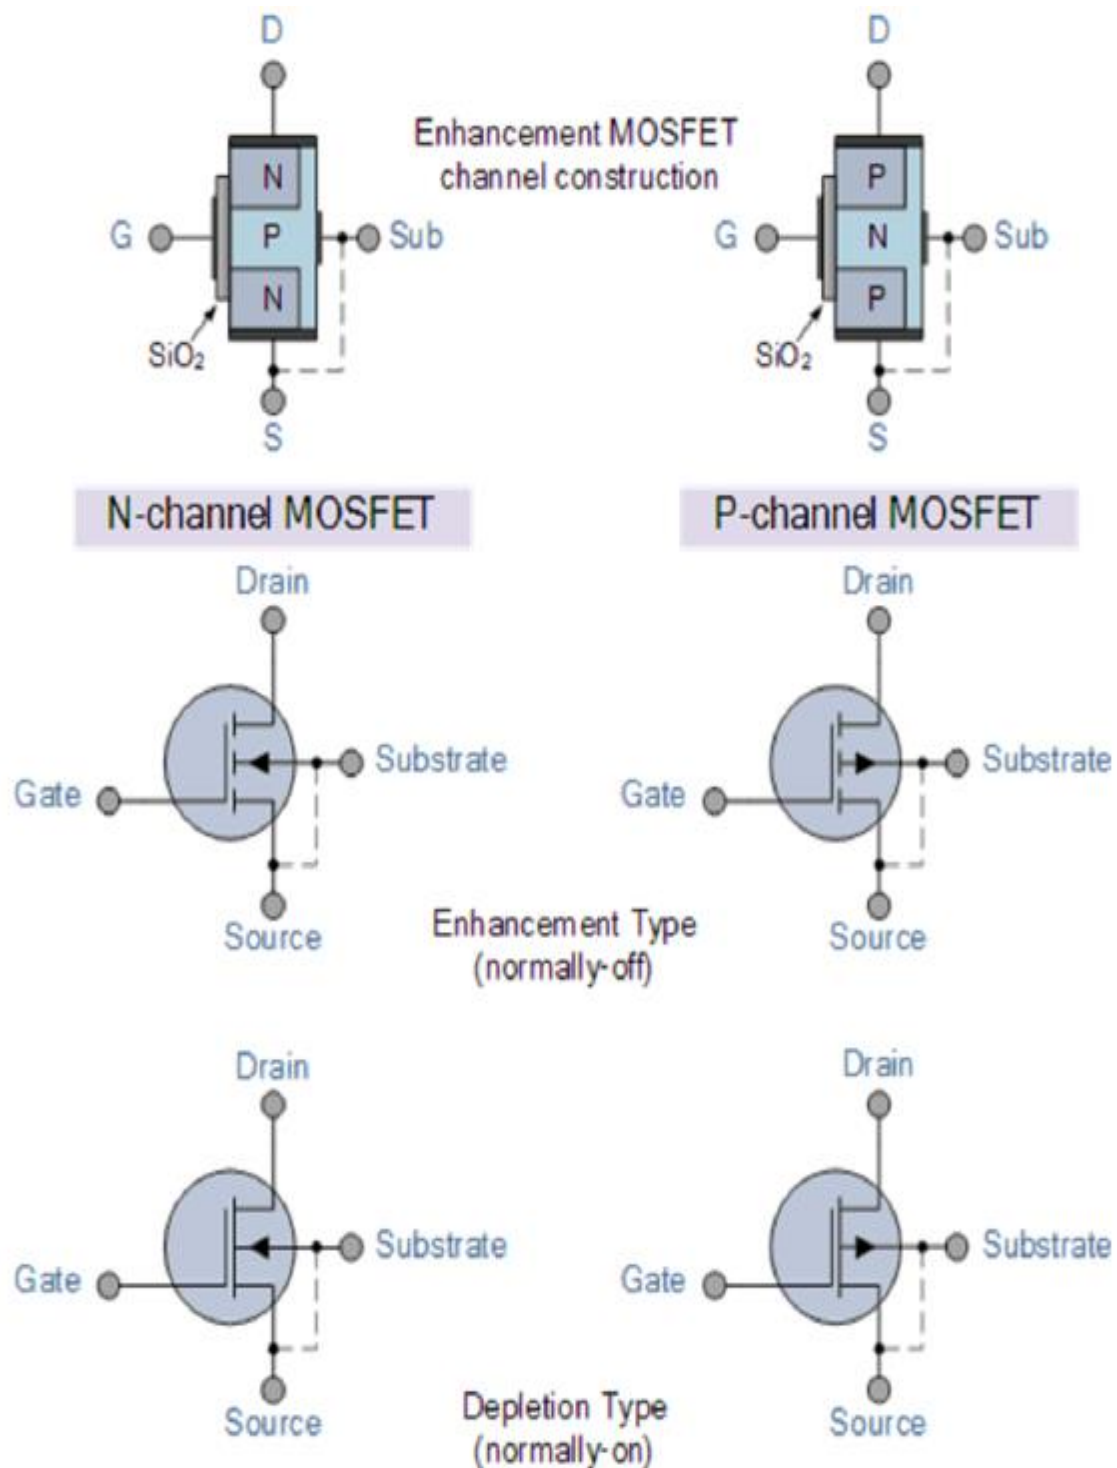 D
D
Enhancement MOSFET
channel construction
N
P
G
P
Sub
G
N
Sub
N
P
SiO₂
SiO₂
S
S
N-channel MOSFET
P-channel MOSFET
Drain
Drain
Substrate
Substrate
Gate
Gate
Source
Source
Enhancement Type
(normally-off)
Drain
Drain
Substrate
Substrate
Gate
Gate
Source
Source
Depletion Type
(normally-on)